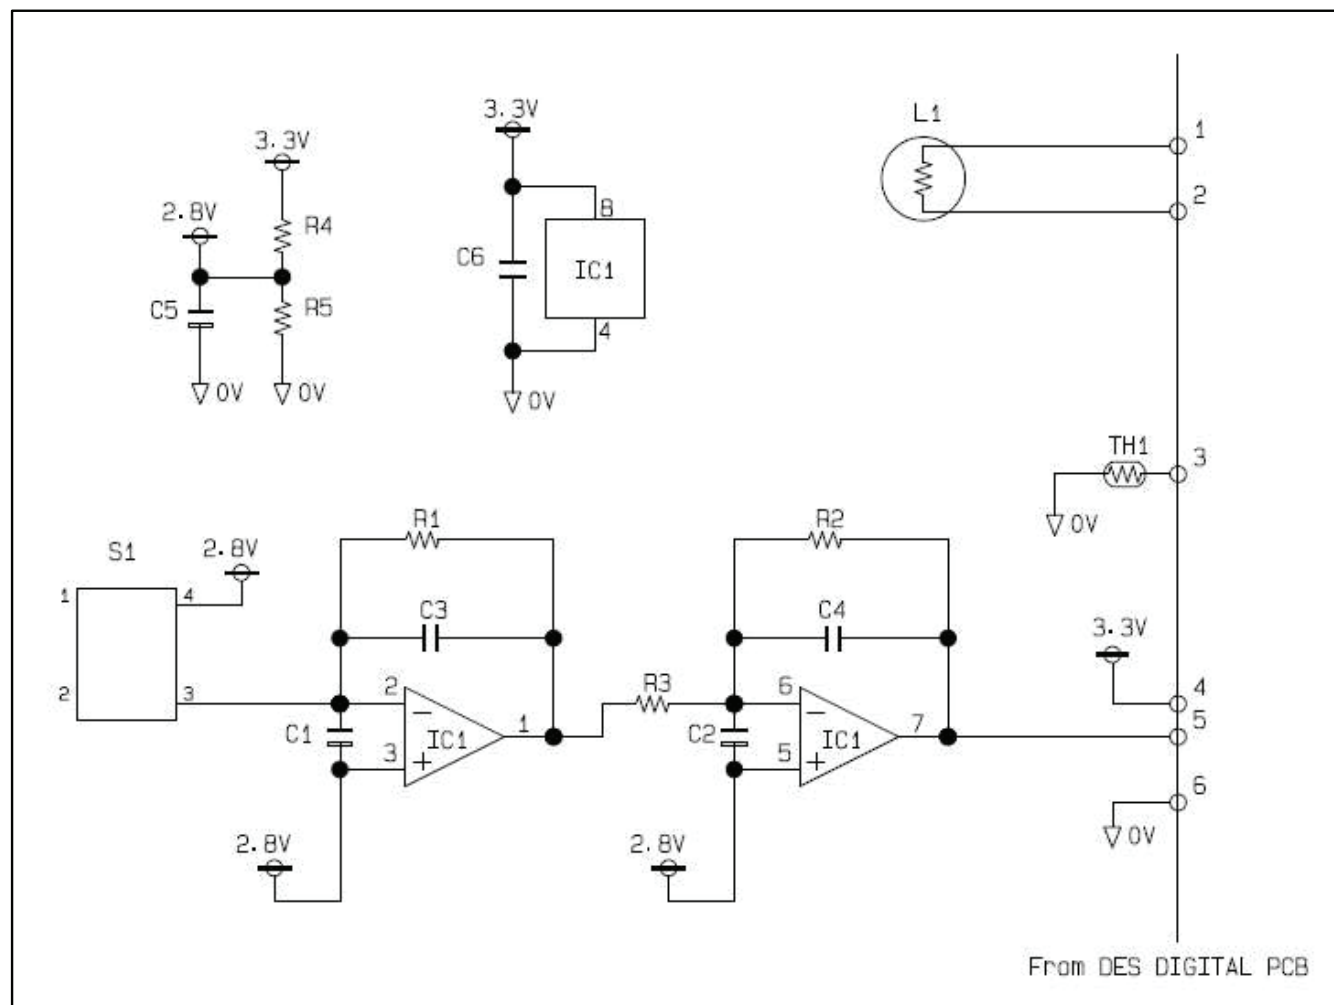 L1
1
2
3.3V
3.3V
2.8V
R4
8
C6
IC1
C5
R5
4
0V
0V
0V
TH1
3
0V
R1
R2
S1
2.8V
1
4
C3
C4
3.3V
2
3
2
R3
6
4
C1
IC1
1
C2
IC1
7
5
3
5
6
2.8V
2.8V
0V
From DES DIGITAL PCB